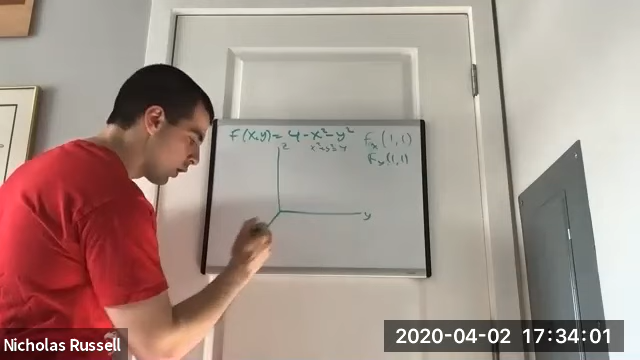 F(x,y) = 4-x²-y²
Fx (1,1)
x²+y²=4
Fy (1,1)
z
y
Nicholas Russell
2020-04-02 17:34:01